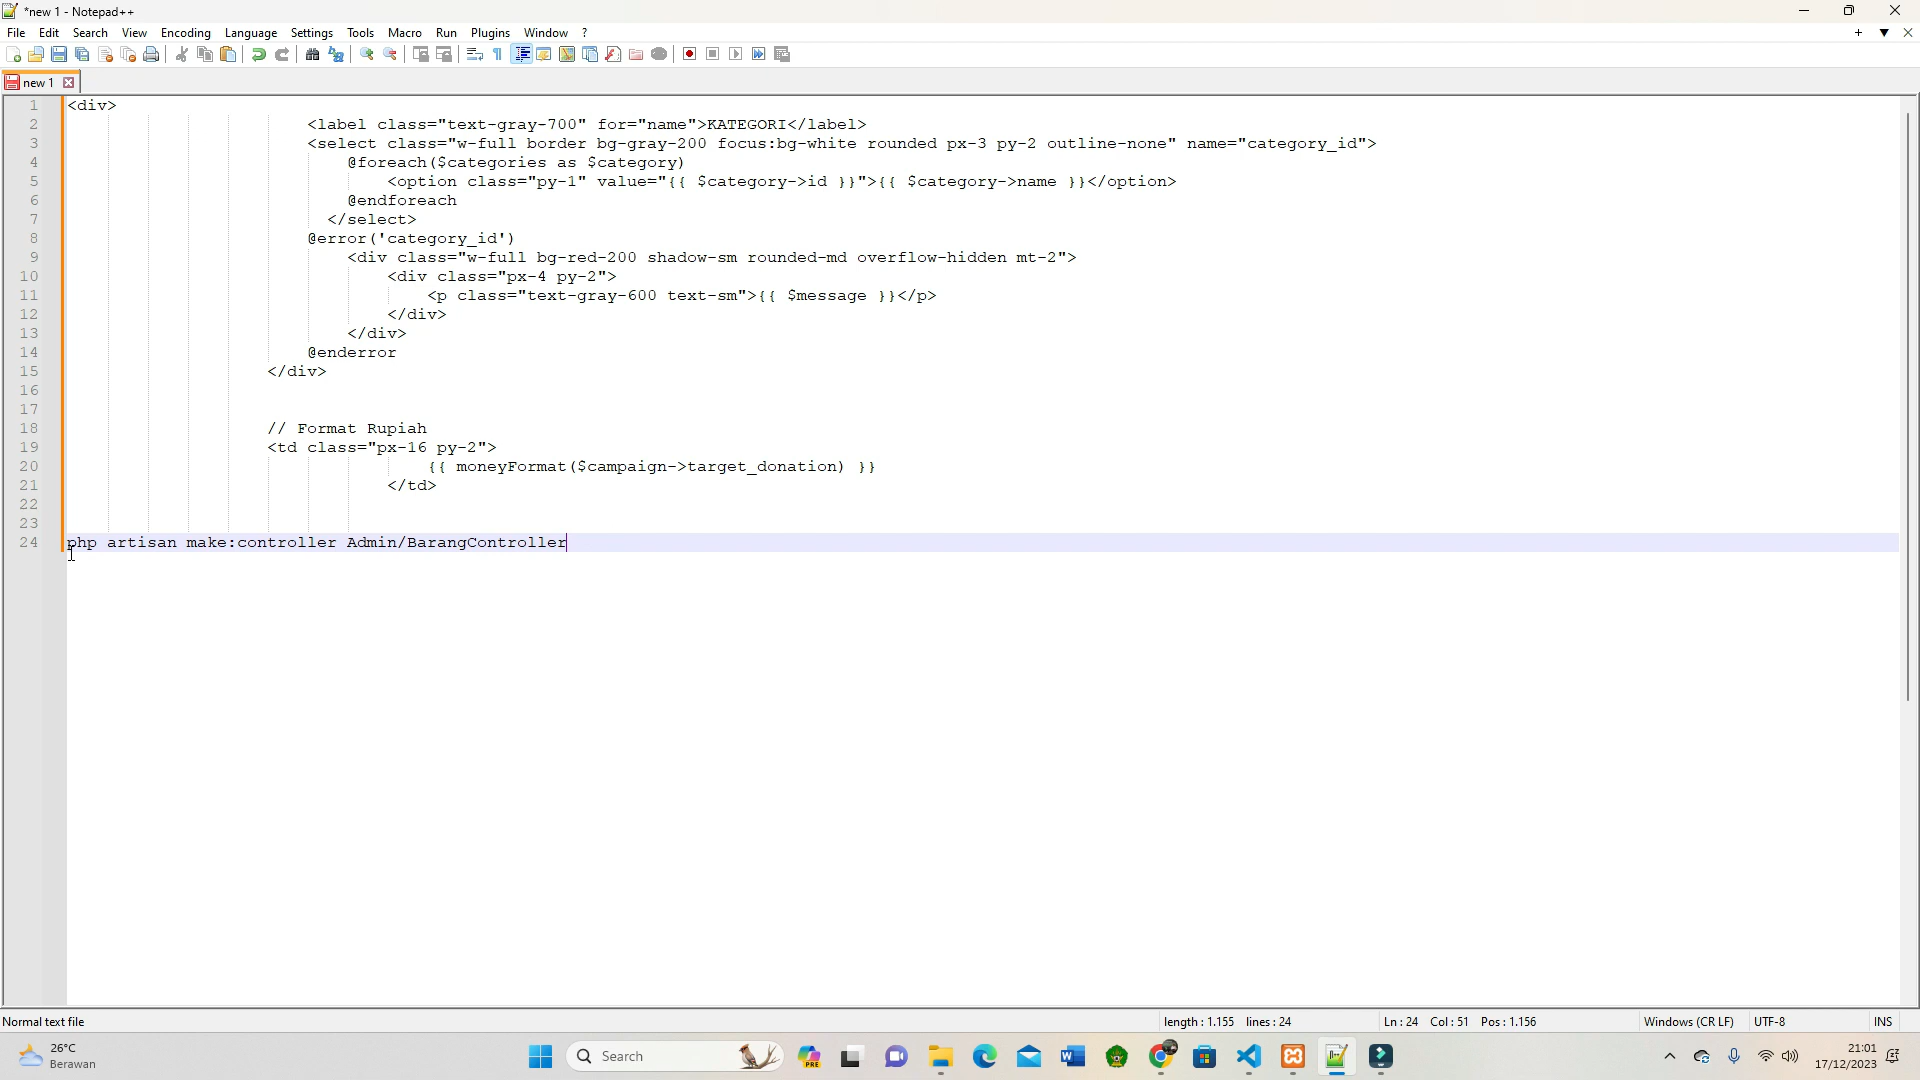 *new 1 - Notepad++
File Edit Search View Encoding Language Settings Tools Macro Run Plugins Window ?
new 1
1 <div>
2 <label class="text-gray-700" for="name">KATEGORI</label>
3 <select class="w-full border bg-gray-200 focus:bg-white rounded px-3 py-2 outline-none" name="category_id">
4 @foreach($categories as $category)
5 <option class="py-1" value="{{ $category->id }}">{{ $category->name }}</option>
6 @endforeach
7 </select>
8 @error('category_id')
9 <div class="w-full bg-red-200 shadow-sm rounded-md overflow-hidden mt-2">
10 <div class="px-4 py-2">
11 <p class="text-gray-600 text-sm">{{ $message }}</p>
12 </div>
13 </div>
14 @enderror
15 </div>
16
17
18 // Format Rupiah
19 <td class="px-16 py-2">
20 {{ moneyFormat($campaign->target_donation) }}
21 </td>
22
23
24 php artisan make:controller Admin/BarangController
Normal text file length : 1.155 lines : 24 Ln : 24 Col : 51 Pos : 1.156 Windows (CR LF) UTF-8 INS
26°C
Berawan
Search
PRE
21:01
17/12/2023